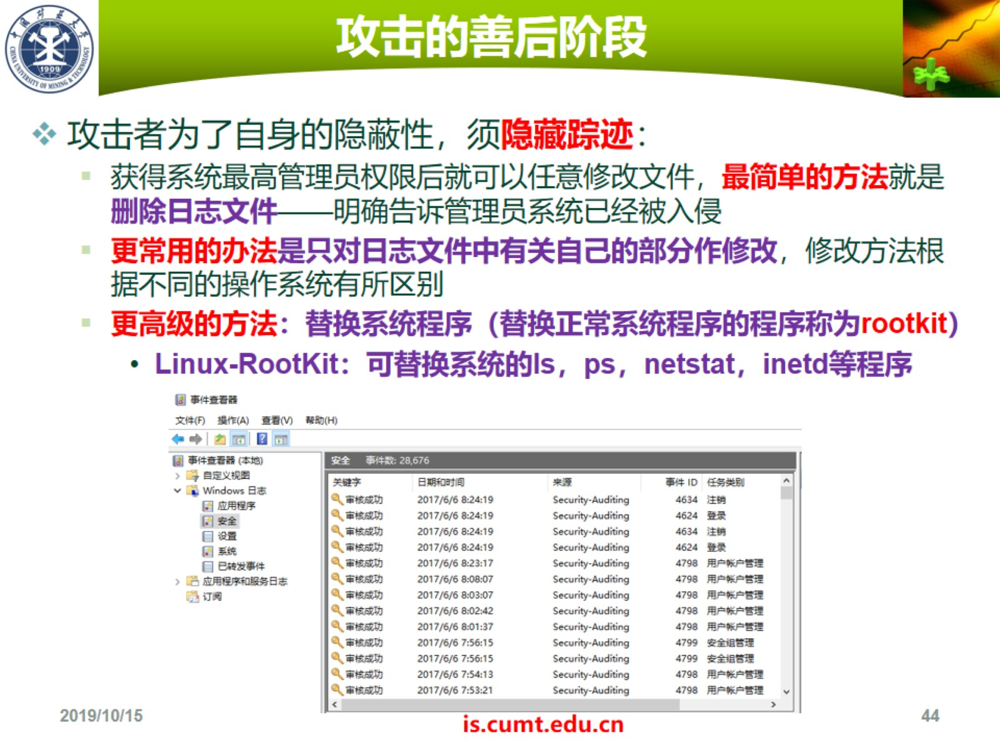 攻击的善后阶段
中国矿业大学
CHINA UNIVERSITY OF MINING & TECHNOLOGY
1909
攻击者为了自身的隐蔽性，须隐藏踪迹：
获得系统最高管理员权限后就可以任意修改文件，最简单的方法就是
删除日志文件——明确告诉管理员系统已经被入侵
更常用的办法是只对日志文件中有关自己的部分作修改，修改方法根
据不同的操作系统有所区别
更高级的方法：替换系统程序（替换正常系统程序的程序称为rootkit）
• Linux-RootKit：可替换系统的ls，ps，netstat，inetd等程序
事件查看器
文件(F) 操作(A) 查看(V) 帮助(H)
事件查看器 (本地)
自定义视图
Windows 日志
应用程序
安全
设置
系统
已转发事件
应用程序和服务日志
订阅
安全 事件数: 28,676
关键字 日期和时间 来源 事件 ID 任务类别
审核成功 2017/6/6 8:24:19 Security-Auditing 4634 注销
审核成功 2017/6/6 8:24:19 Security-Auditing 4624 登录
审核成功 2017/6/6 8:24:19 Security-Auditing 4634 注销
审核成功 2017/6/6 8:24:19 Security-Auditing 4624 登录
审核成功 2017/6/6 8:23:17 Security-Auditing 4798 用户帐户管理
审核成功 2017/6/6 8:08:07 Security-Auditing 4798 用户帐户管理
审核成功 2017/6/6 8:03:07 Security-Auditing 4798 用户帐户管理
审核成功 2017/6/6 8:02:42 Security-Auditing 4798 用户帐户管理
审核成功 2017/6/6 8:01:37 Security-Auditing 4798 用户帐户管理
审核成功 2017/6/6 7:56:15 Security-Auditing 4799 安全组管理
审核成功 2017/6/6 7:56:15 Security-Auditing 4799 安全组管理
审核成功 2017/6/6 7:54:13 Security-Auditing 4798 用户帐户管理
审核成功 2017/6/6 7:53:21 Security-Auditing 4798 用户帐户管理
2019/10/15
is.cumt.edu.cn
44